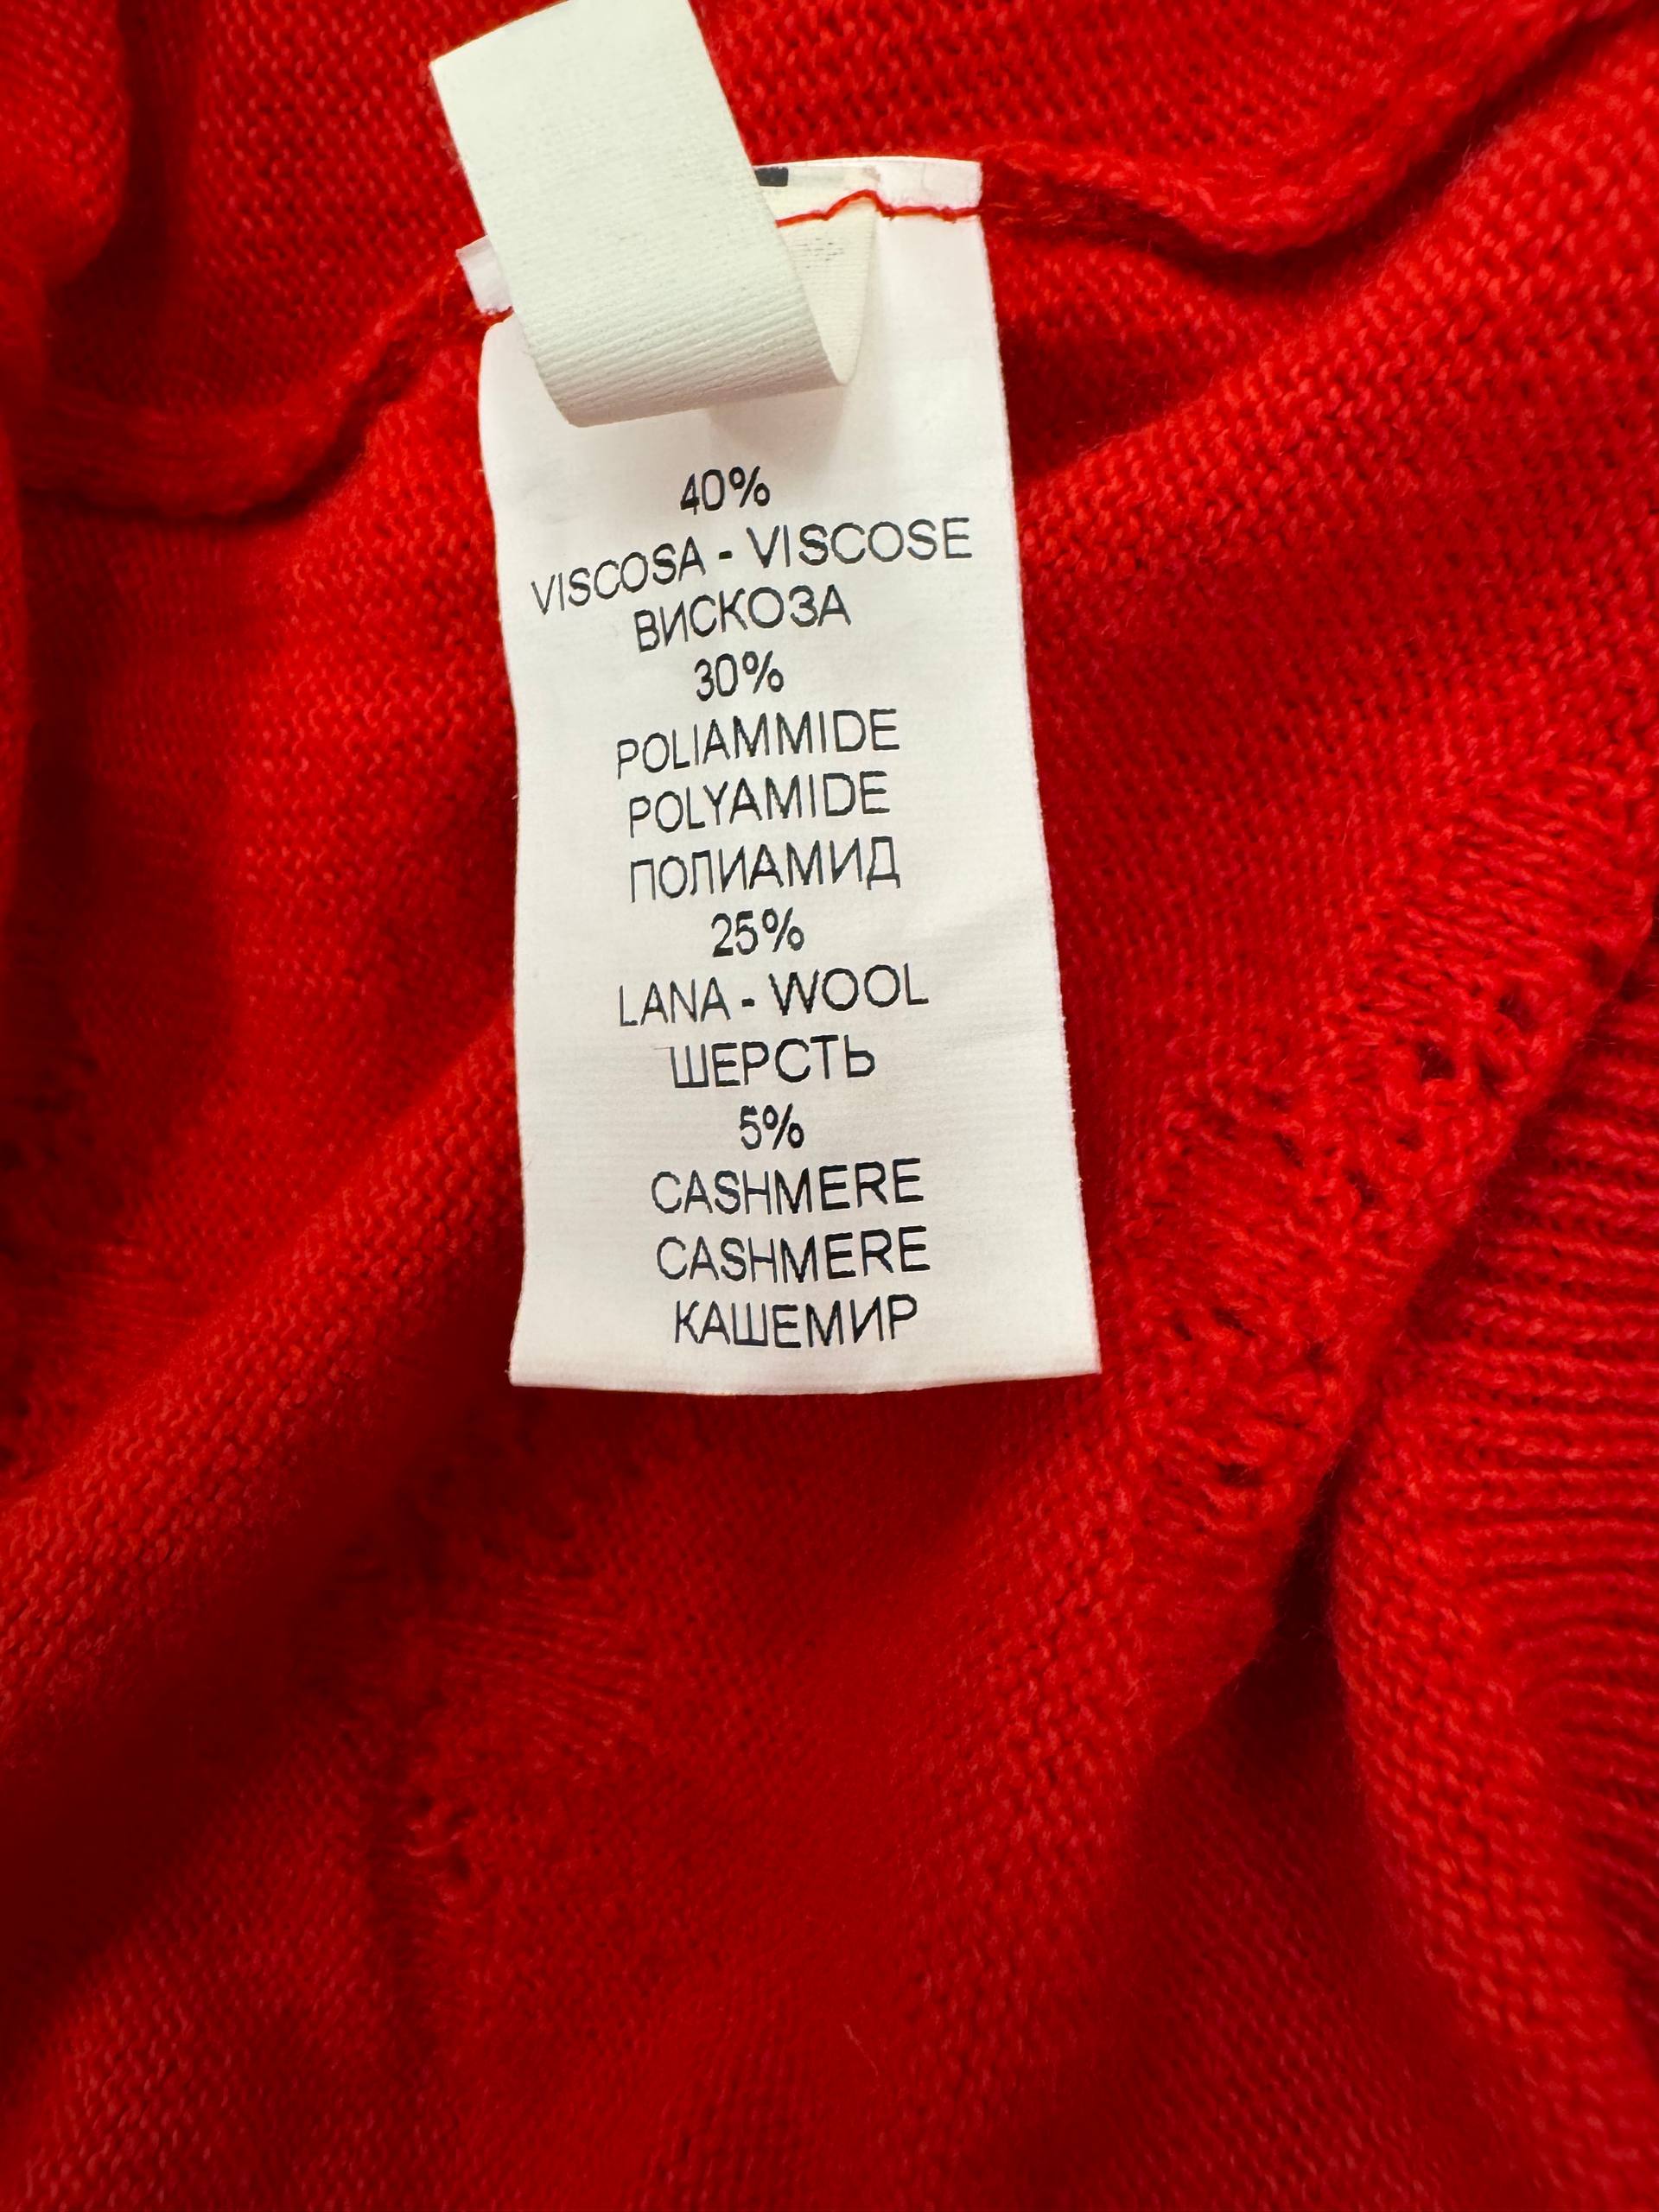 40%
VISCOSA - VISCOSE
ВИСКОЗА
30%
POLIAMMIDE
POLYAMIDE
ПОЛИАМИД
25%
LANA - WOOL
ШЕРСТЬ
5%
CASHMERE
CASHMERE
КАШЕМИР